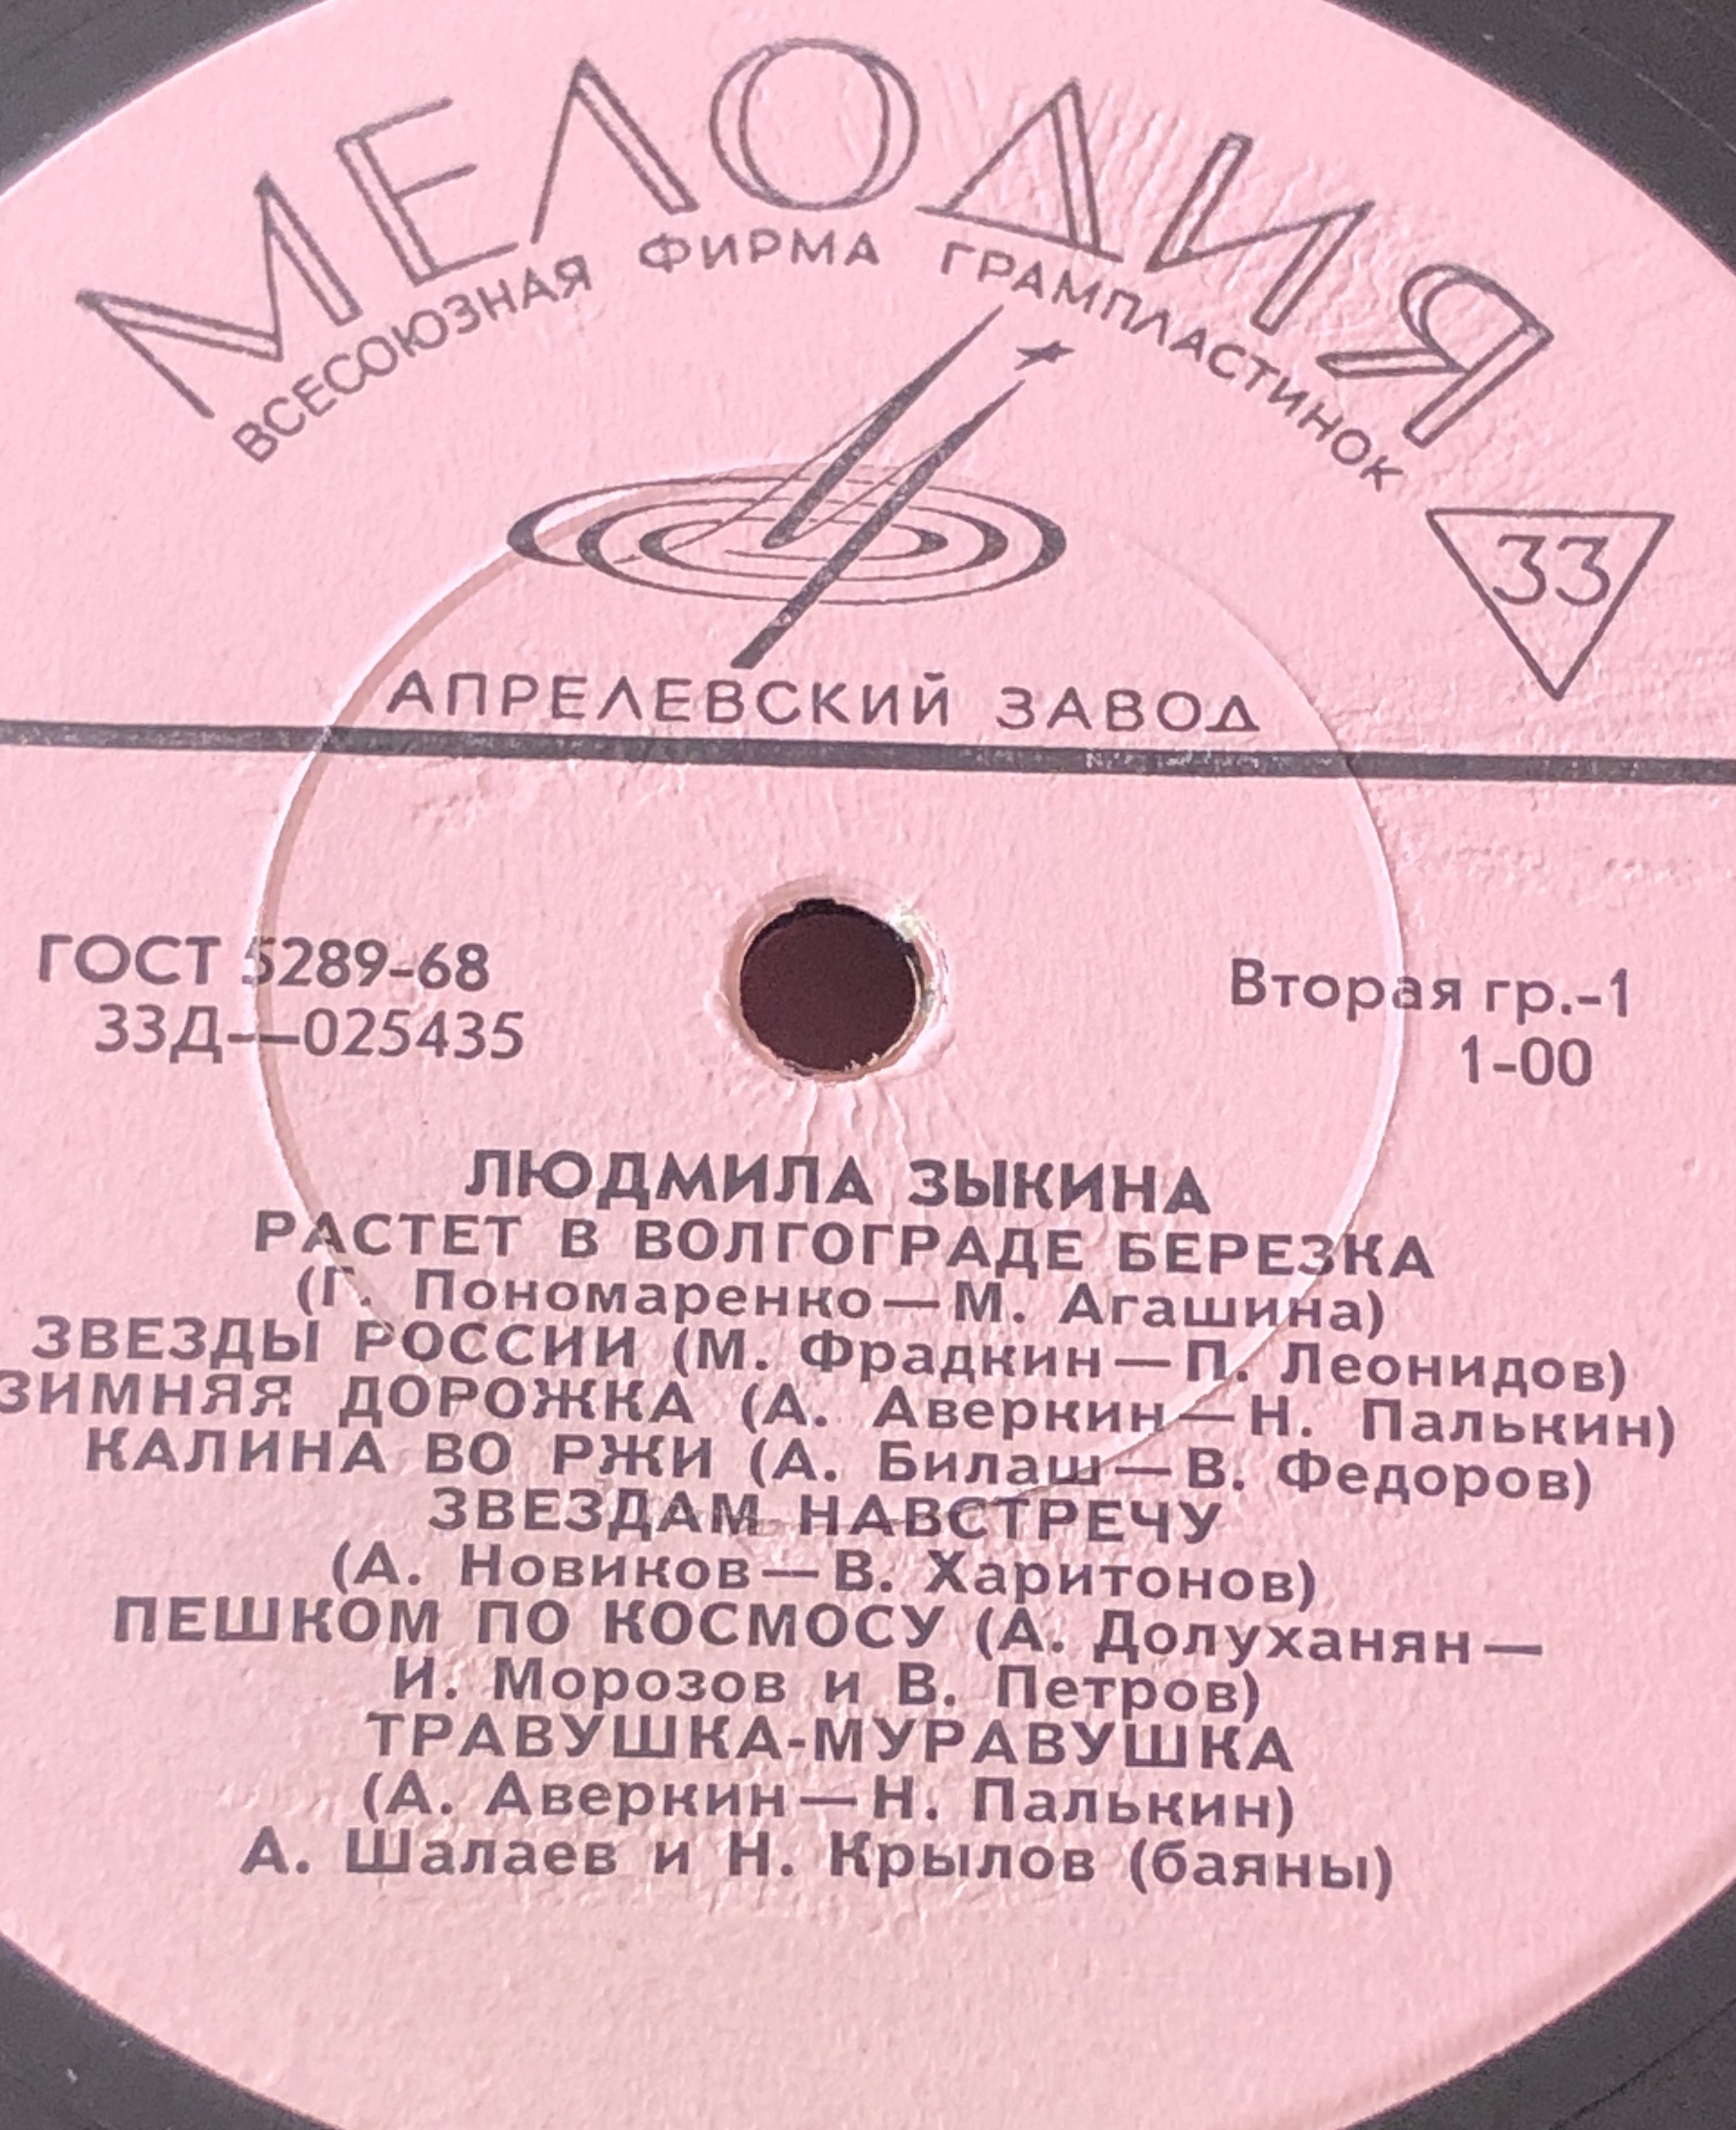 МЕЛОДИЯ
ВСЕСОЮЗНАЯ ФИРМА ГРАМПЛАСТИНОК
33
АПРЕЛЕВСКИЙ ЗАВОД
ГОСТ 5289-68
33Д—025435
Вторая гр.-1
1-00
ЛЮДМИЛА ЗЫКИНА
РАСТЕТ В ВОЛГОГРАДЕ БЕРЕЗКА
(Г. Пономаренко—М. Агашина)
ЗВЕЗДЫ РОССИИ (М. Фрадкин—П. Леонидов)
ЗИМНЯЯ ДОРОЖКА (А. Аверкин—Н. Палькин)
КАЛИНА ВО РЖИ (А. Билаш—В. Федоров)
ЗВЕЗДАМ НАВСТРЕЧУ
(А. Новиков—В. Харитонов)
ПЕШКОМ ПО КОСМОСУ (А. Долуханян—
И. Морозов и В. Петров)
ТРАВУШКА-МУРАВУШКА
(А. Аверкин—Н. Палькин)
А. Шалаев и Н. Крылов (баяны)